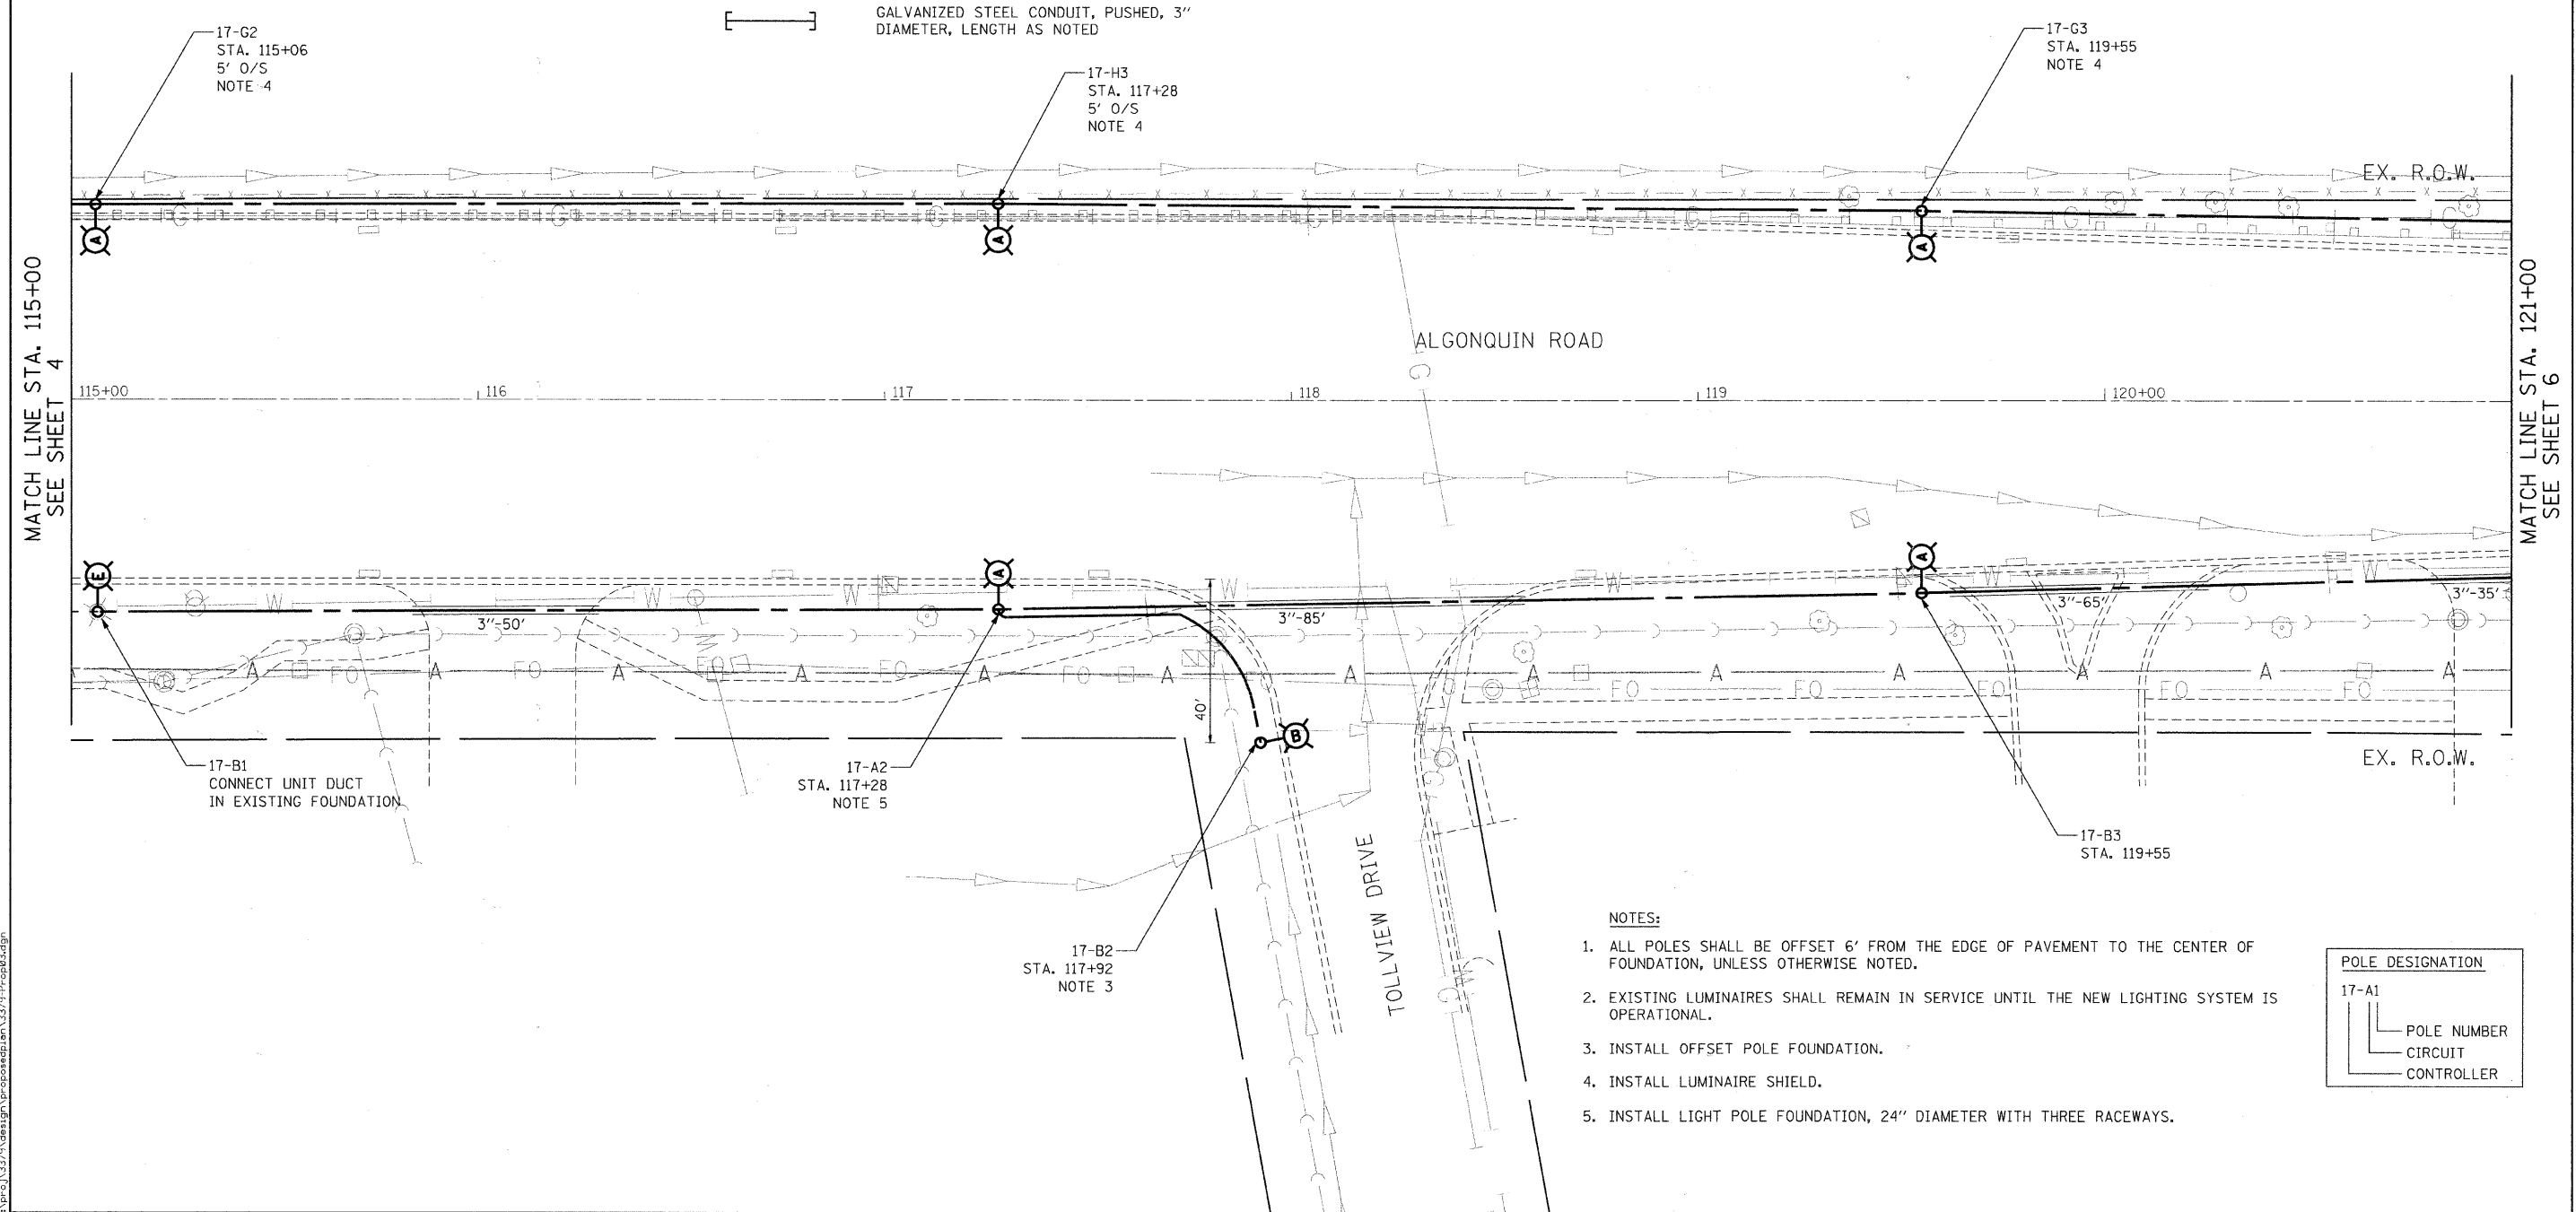 GALVANIZED STEEL CONDUIT, PUSHED, 3''
DIAMETER, LENGTH AS NOTED
17-G2
STA. 115+06
5' O/S
NOTE 4
17-H3
STA. 117+28
5' O/S
NOTE 4
17-G3
STA. 119+55
NOTE 4
EX. R.O.W.
A
A
A
MATCH LINE STA. 115+00
SEE SHEET 4
ALGONQUIN ROAD
115+00
116
117
118
119
120+00
MATCH LINE STA. 121+00
SEE SHEET 6
E
A
A
3''-50'
3''-85'
3''-65'
3''-35'
40'
B
17-B1
CONNECT UNIT DUCT
IN EXISTING FOUNDATION
17-A2
STA. 117+28
NOTE 5
EX. R.O.W.
17-B3
STA. 119+55
17-B2
STA. 117+92
NOTE 3
TOLLVIEW DRIVE
NOTES:
1. ALL POLES SHALL BE OFFSET 6' FROM THE EDGE OF PAVEMENT TO THE CENTER OF
FOUNDATION, UNLESS OTHERWISE NOTED.
2. EXISTING LUMINAIRES SHALL REMAIN IN SERVICE UNTIL THE NEW LIGHTING SYSTEM IS
OPERATIONAL.
3. INSTALL OFFSET POLE FOUNDATION.
4. INSTALL LUMINAIRE SHIELD.
5. INSTALL LIGHT POLE FOUNDATION, 24'' DIAMETER WITH THREE RACEWAYS.
POLE DESIGNATION
17-A1
POLE NUMBER
CIRCUIT
CONTROLLER